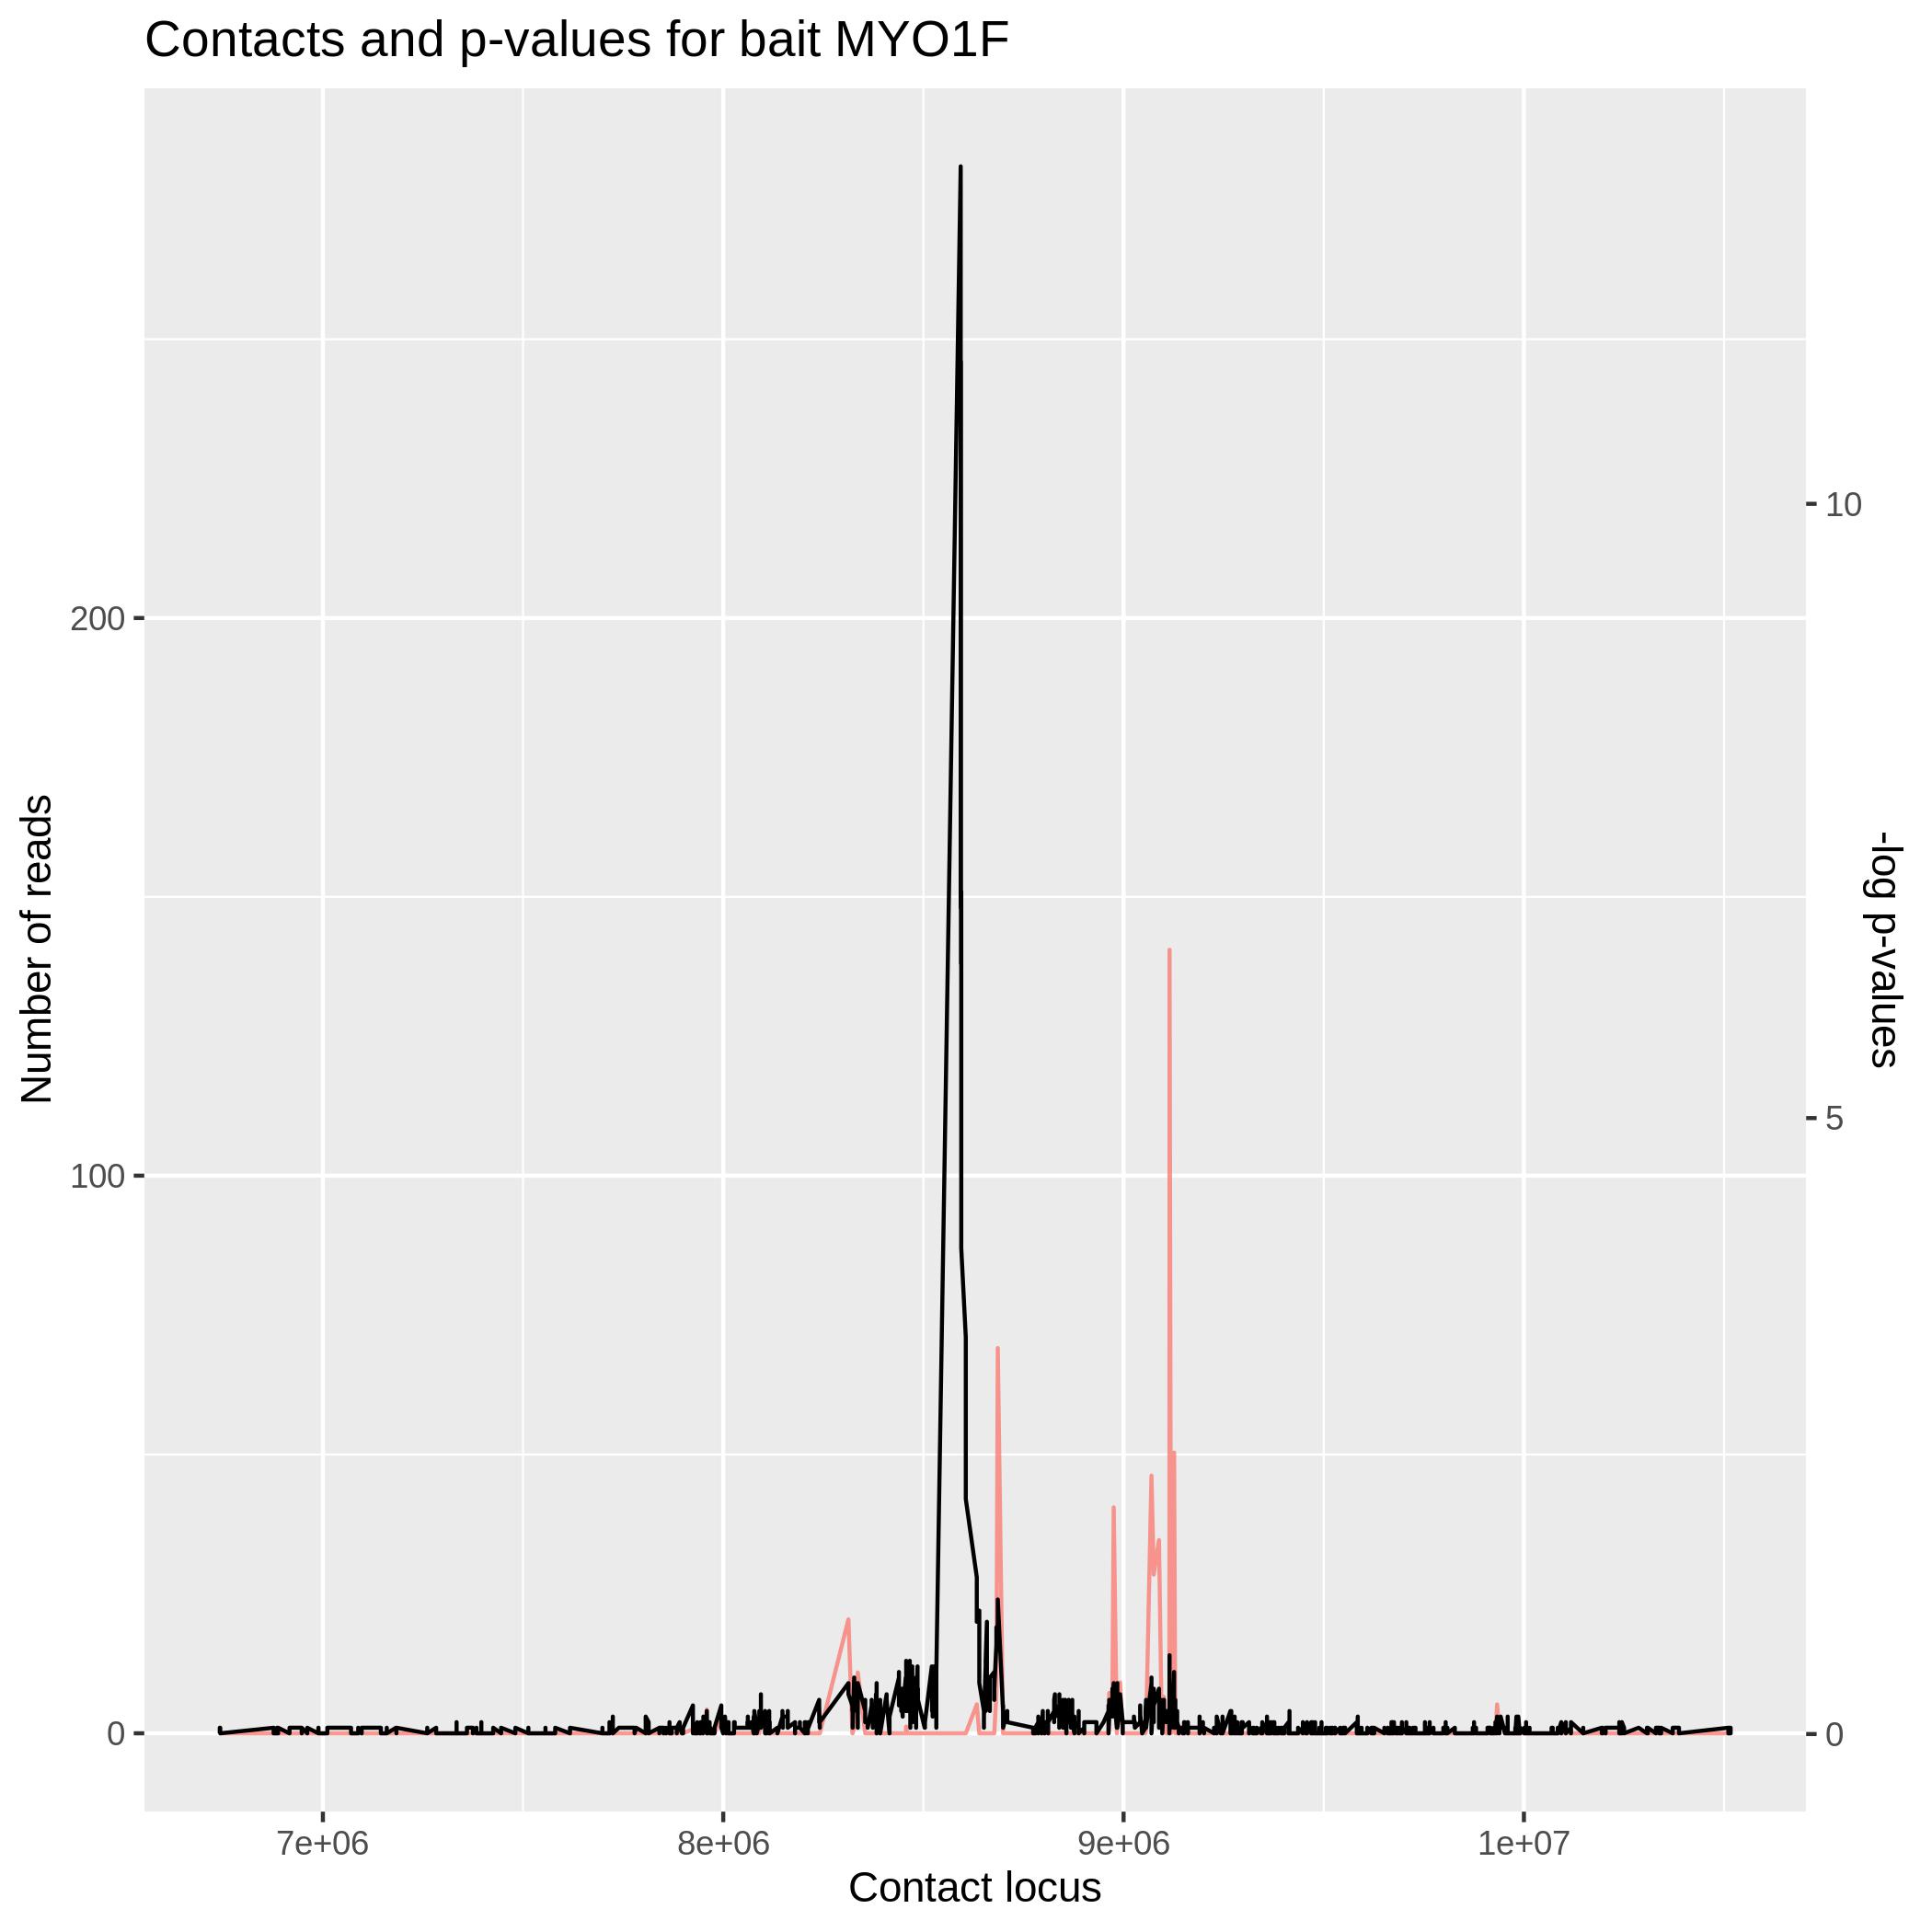 Contacts and p-values for bait MYO1F
Number of reads
200
100
0
10
5
0
-log p-values
7e+06
8e+06
9e+06
1e+07
Contact locus